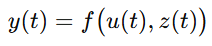 y(t) = f(u(t), z(t))